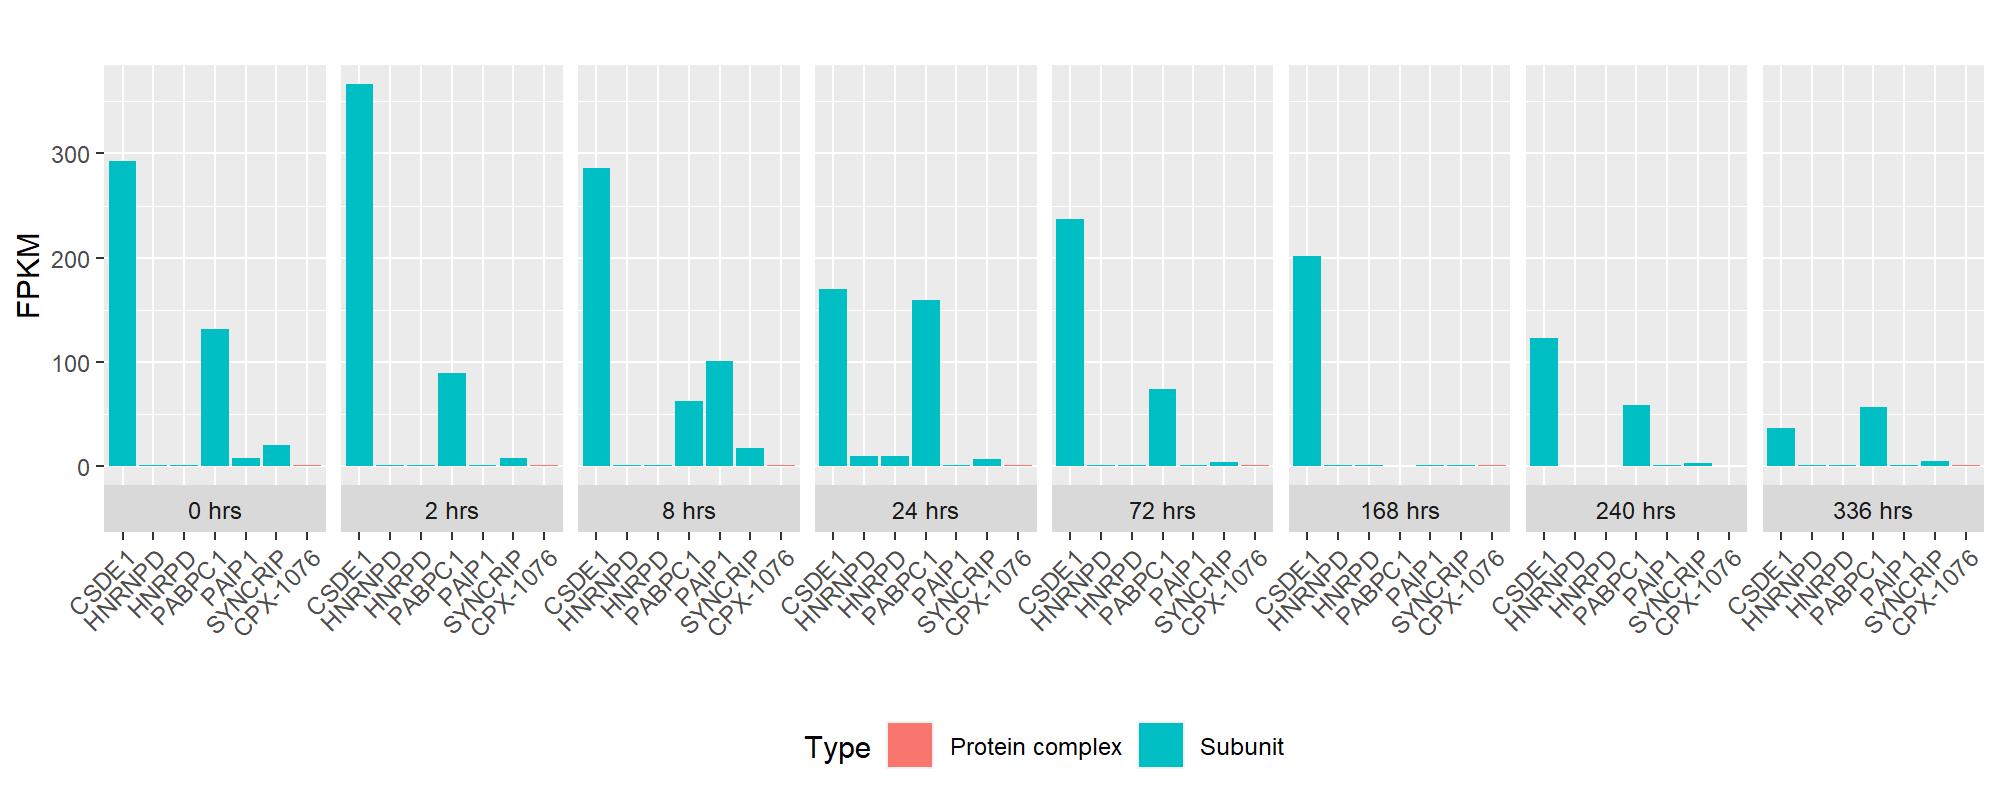 FPKM
300
200
100
0
0 hrs 2 hrs 8 hrs 24 hrs 72 hrs 168 hrs 240 hrs 336 hrs
CSDE1 HNRNPD HNRPD PABPC1 PAIP1 SYNCRIP CPX-1076 CSDE1 HNRNPD HNRPD PABPC1 PAIP1 SYNCRIP CPX-1076 CSDE1 HNRNPD HNRPD PABPC1 PAIP1 SYNCRIP CPX-1076 CSDE1 HNRNPD HNRPD PABPC1 PAIP1 SYNCRIP CPX-1076 CSDE1 HNRNPD HNRPD PABPC1 PAIP1 SYNCRIP CPX-1076 CSDE1 HNRNPD HNRPD PABPC1 PAIP1 SYNCRIP CPX-1076 CSDE1 HNRNPD HNRPD PABPC1 PAIP1 SYNCRIP CPX-1076 CSDE1 HNRNPD HNRPD PABPC1 PAIP1 SYNCRIP CPX-1076
Type Protein complex Subunit